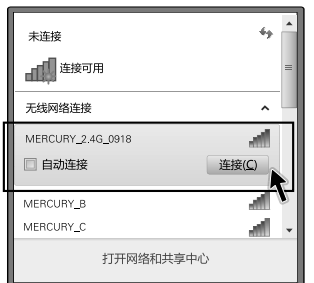 未连接
连接可用
无线网络连接
MERCURY_2.4G_0918
自动连接
连接(C)
MERCURY_B
MERCURY_C
打开网络和共享中心